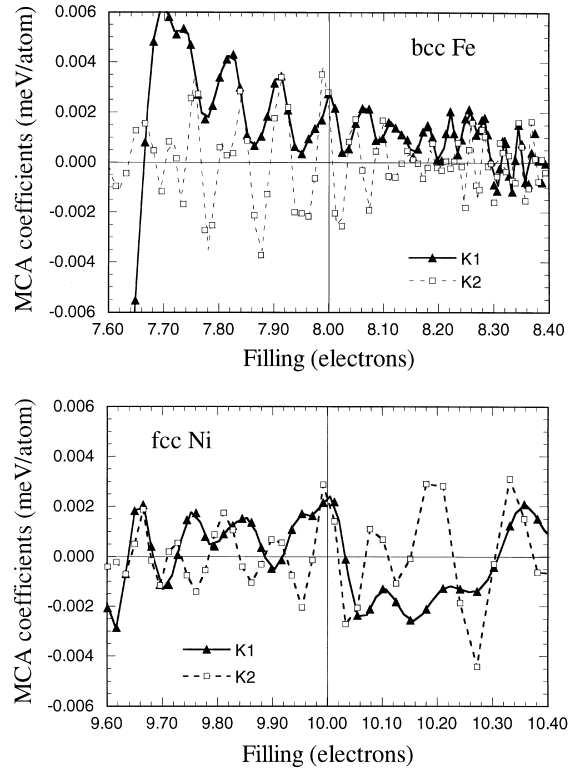 MCA coefficients (meV/atom)
0.006
0.004
0.002
0.000
-0.002
-0.004
-0.006
bcc Fe
K1
K2
7.60 7.70 7.80 7.90 8.00 8.10 8.20 8.30 8.40
Filling (electrons)
MCA coefficients (meV/atom)
0.006
0.004
0.002
0.000
-0.002
-0.004
-0.006
fcc Ni
K1
K2
9.60 9.70 9.80 9.90 10.00 10.10 10.20 10.30 10.40
Filling (electrons)